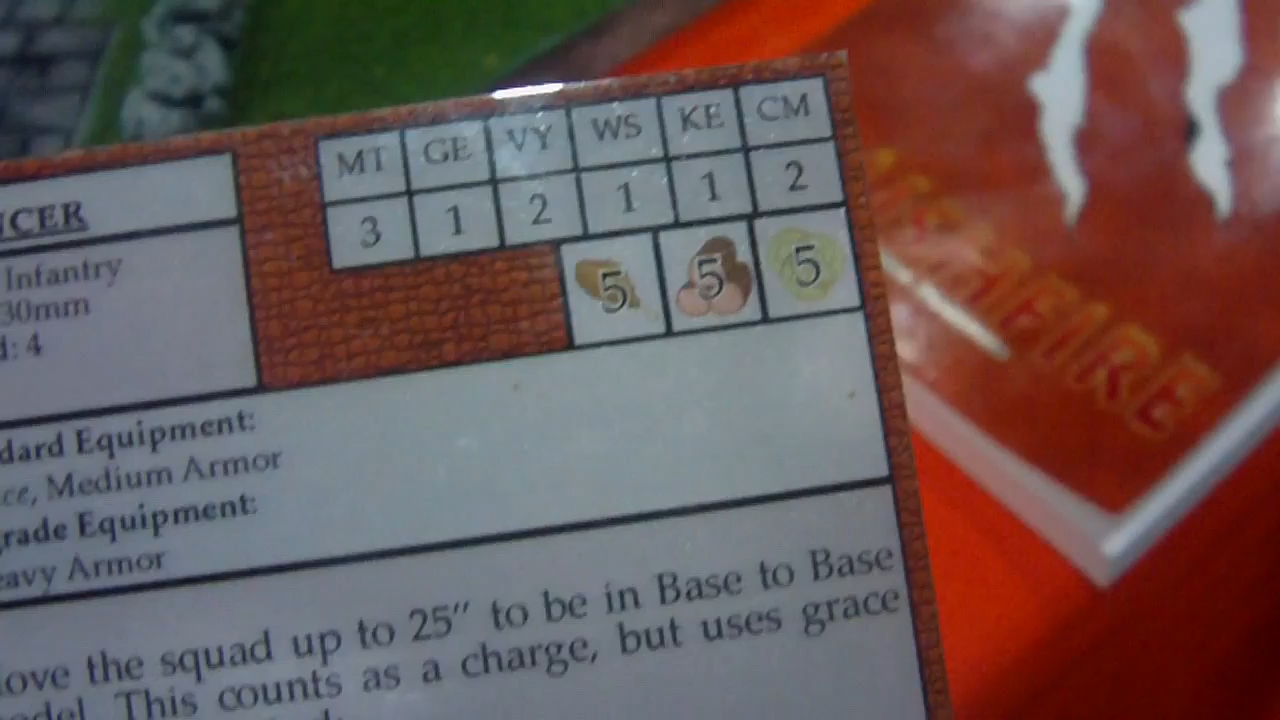 MT GE VY WS KE CM
3 1 2 1 1 2
5 5 5
NCER
Infantry
30mm
d: 4
dard Equipment:
ce, Medium Armor
grade Equipment:
eavy Armor
ove the squad up to 25" to be in Base to Base
odel. This counts as a charge, but uses grace